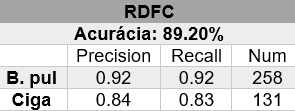 RDFC
Acurácia: 89.20%
Precision Recall Num
B. pul 0.92 0.92 258
Ciga 0.84 0.83 131